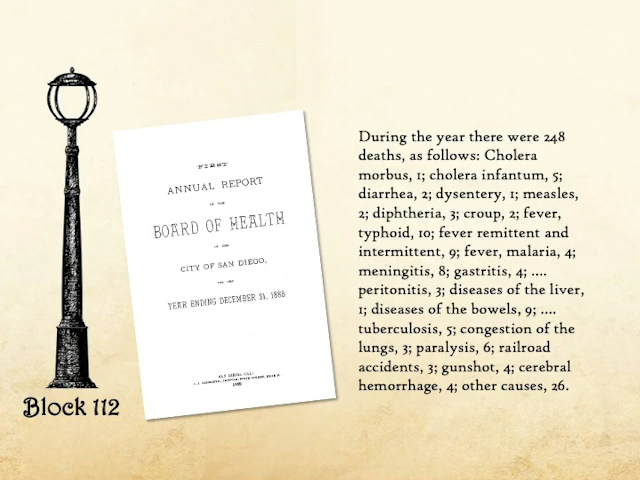 FIRST
ANNUAL REPORT
OF THE
BOARD OF HEALTH
OF THE
CITY OF SAN DIEGO,
FOR THE
YEAR ENDING DECEMBER 31, 1888
SAN DIEGO, CAL.:
1889
Block 112
During the year there were 248
deaths, as follows: Cholera
morbus, 1; cholera infantum, 5;
diarrhea, 2; dysentery, 1; measles,
2; diphtheria, 3; croup, 2; fever,
typhoid, 10; fever remittent and
intermittent, 9; fever, malaria, 4;
meningitis, 8; gastritis, 4; ....
peritonitis, 3; diseases of the liver,
1; diseases of the bowels, 9; ....
tuberculosis, 5; congestion of the
lungs, 3; paralysis, 6; railroad
accidents, 3; gunshot, 4; cerebral
hemorrhage, 4; other causes, 26.